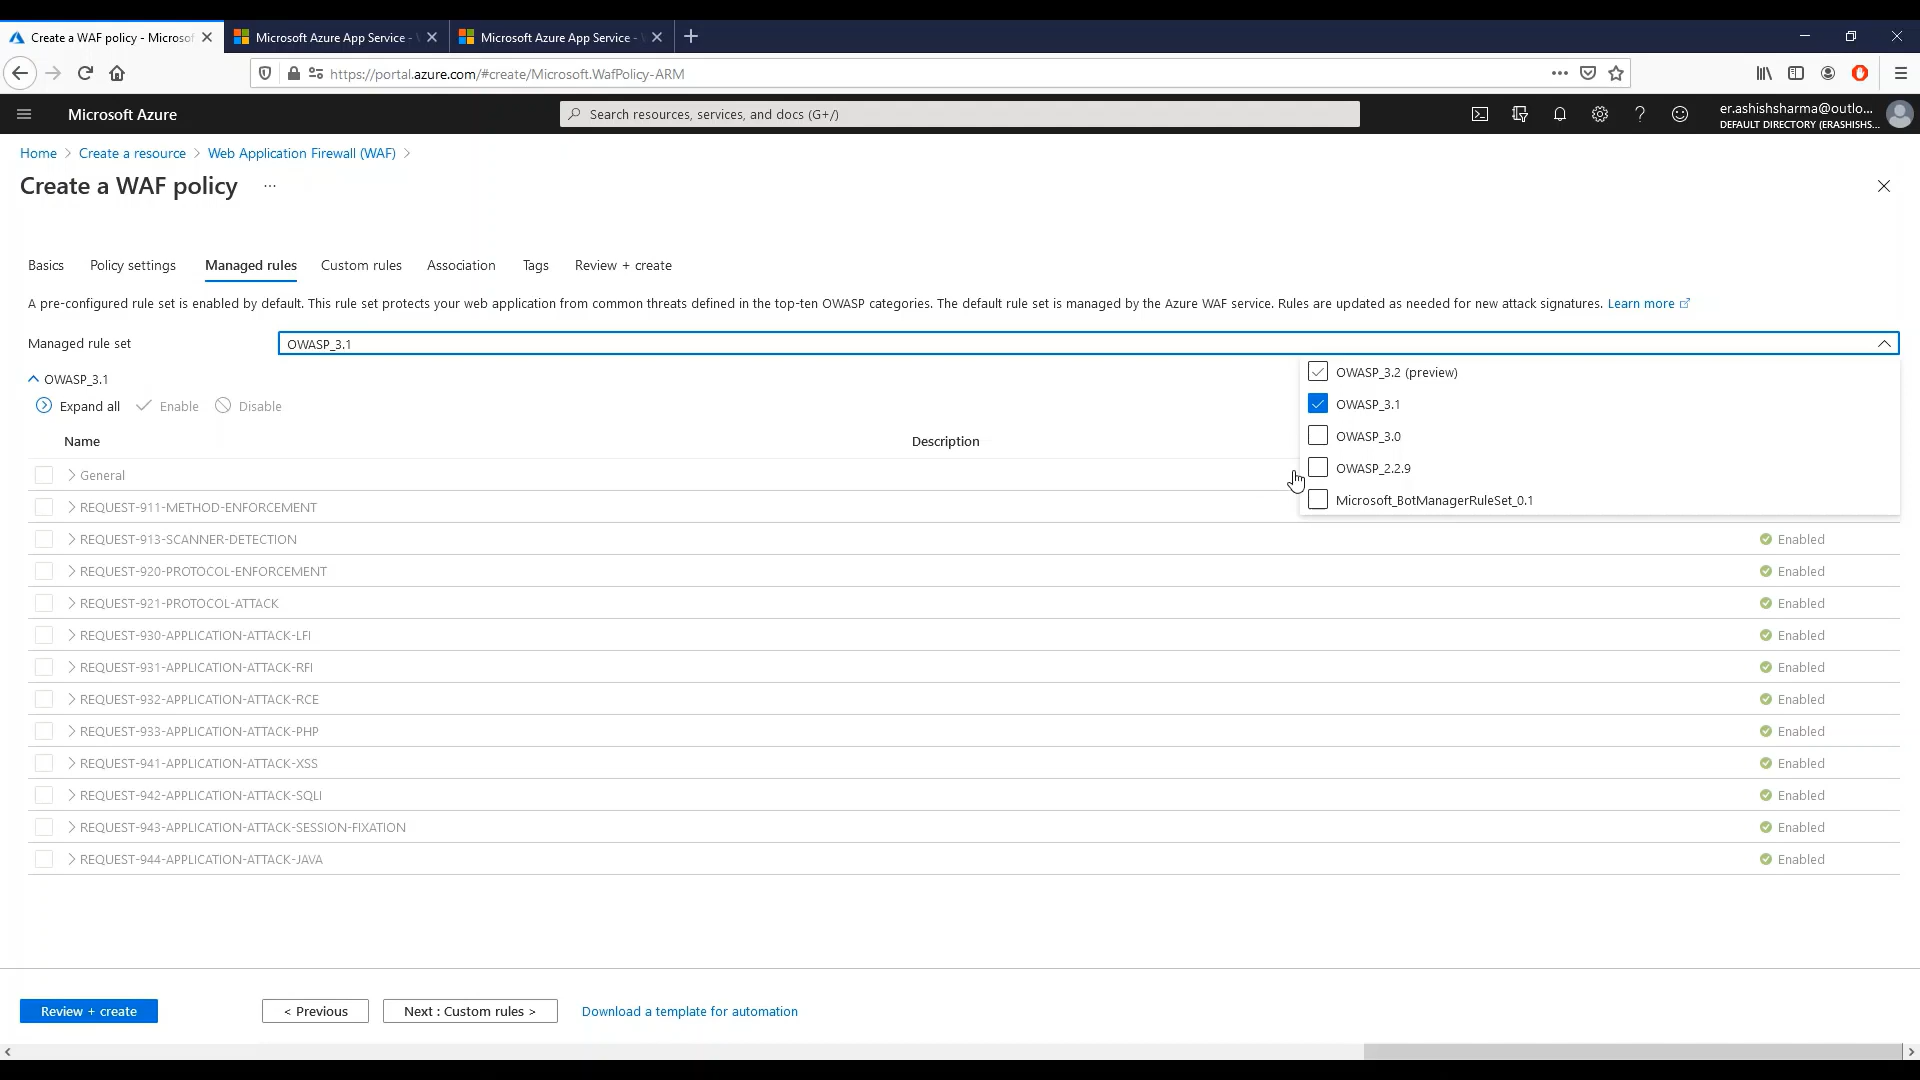 Create a WAF policy - Microsof
Microsoft Azure App Service -
Microsoft Azure App Service -
https://portal.azure.com/#create/Microsoft.WafPolicy-ARM
Microsoft Azure
Search resources, services, and docs (G+/)
er.ashishsharma@outlo...
DEFAULT DIRECTORY (ERASHISHS...
Home > Create a resource > Web Application Firewall (WAF) >
Create a WAF policy ...
Basics Policy settings Managed rules Custom rules Association Tags Review + create
A pre-configured rule set is enabled by default. This rule set protects your web application from common threats defined in the top-ten OWASP categories. The default rule set is managed by the Azure WAF service. Rules are updated as needed for new attack signatures. Learn more
Managed rule set OWASP_3.1
OWASP_3.2 (preview)
OWASP_3.1
OWASP_3.0
OWASP_2.2.9
Microsoft_BotManagerRuleSet_0.1
OWASP_3.1
Expand all Enable Disable
Name Description
General
REQUEST-911-METHOD-ENFORCEMENT
REQUEST-913-SCANNER-DETECTION Enabled
REQUEST-920-PROTOCOL-ENFORCEMENT Enabled
REQUEST-921-PROTOCOL-ATTACK Enabled
REQUEST-930-APPLICATION-ATTACK-LFI Enabled
REQUEST-931-APPLICATION-ATTACK-RFI Enabled
REQUEST-932-APPLICATION-ATTACK-RCE Enabled
REQUEST-933-APPLICATION-ATTACK-PHP Enabled
REQUEST-941-APPLICATION-ATTACK-XSS Enabled
REQUEST-942-APPLICATION-ATTACK-SQLI Enabled
REQUEST-943-APPLICATION-ATTACK-SESSION-FIXATION Enabled
REQUEST-944-APPLICATION-ATTACK-JAVA Enabled
Review + create < Previous Next : Custom rules > Download a template for automation